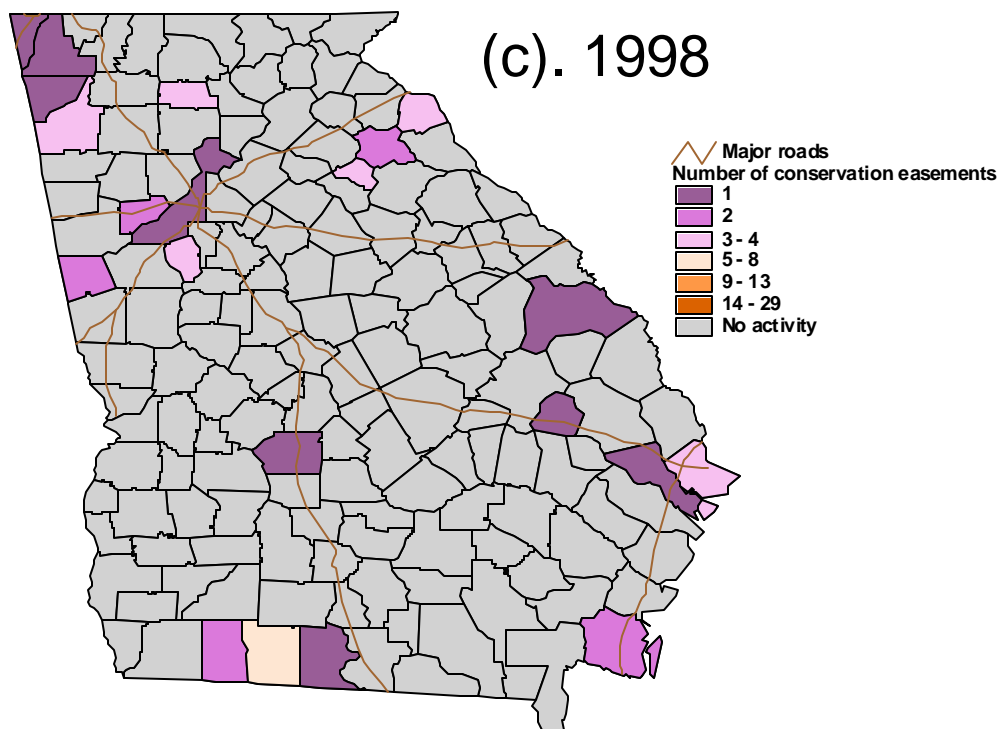 (c). 1998
Major roads
Number of conservation easements
1
2
3 - 4
5 - 8
9 - 13
14 - 29
No activity